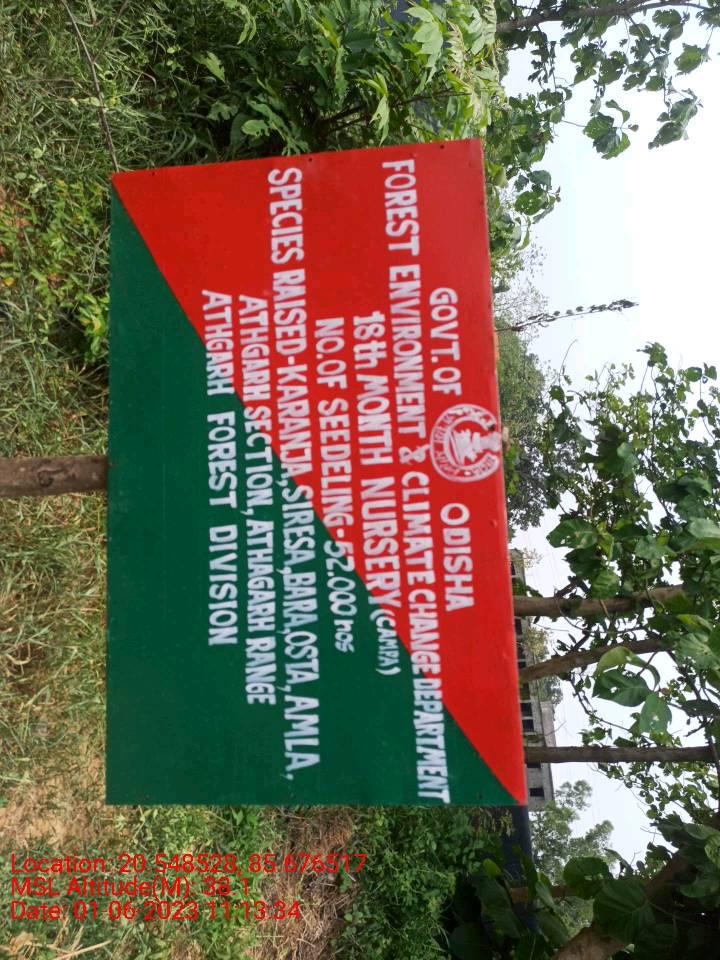 GOVT. OF ODISHA
FOREST ENVIRONMENT & CLIMATE CHANGE DEPARTMENT
18th MONTH NURSERY (CAMPA)
NO. OF SEEDELING-52.000 nos
SPECIES RAISED-KARANJA, SIRESA, BARA, OSTA, AMLA,
ATHGARH SECTION, ATHAGARH RANGE
ATHGARH FOREST DIVISION
Location: 20.548528, 85.676517
MSL Altitude(M): 38.1
Date: 01-06-2023 11:13:34